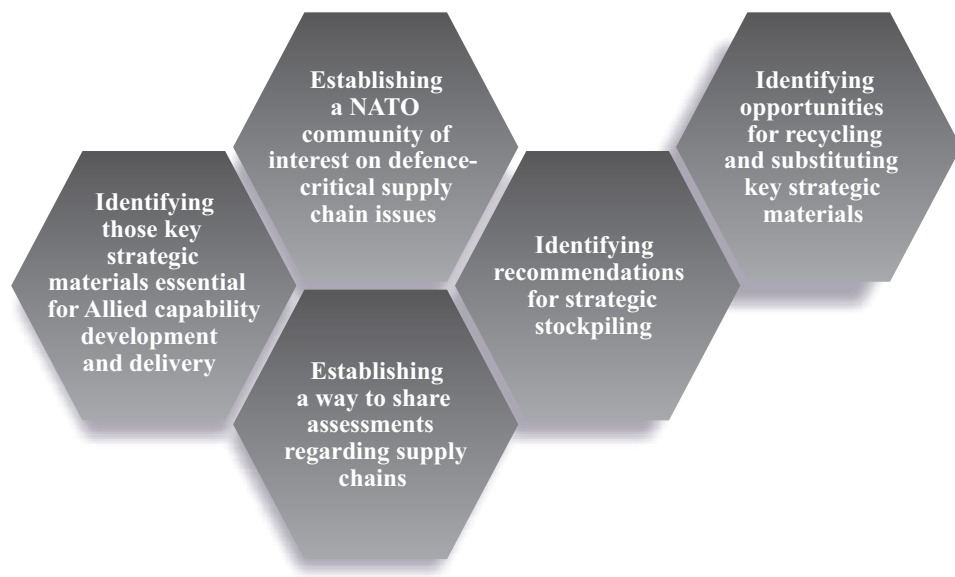 Identifying
those key
strategic
materials essential
for Allied capability
development
and delivery
Establishing
a NATO
community of
interest on defence-
critical supply
chain issues
Establishing
a way to share
assessments
regarding supply
chains
Identifying
recommendations
for strategic
stockpiling
Identifying
opportunities
for recycling
and substituting
key strategic
materials